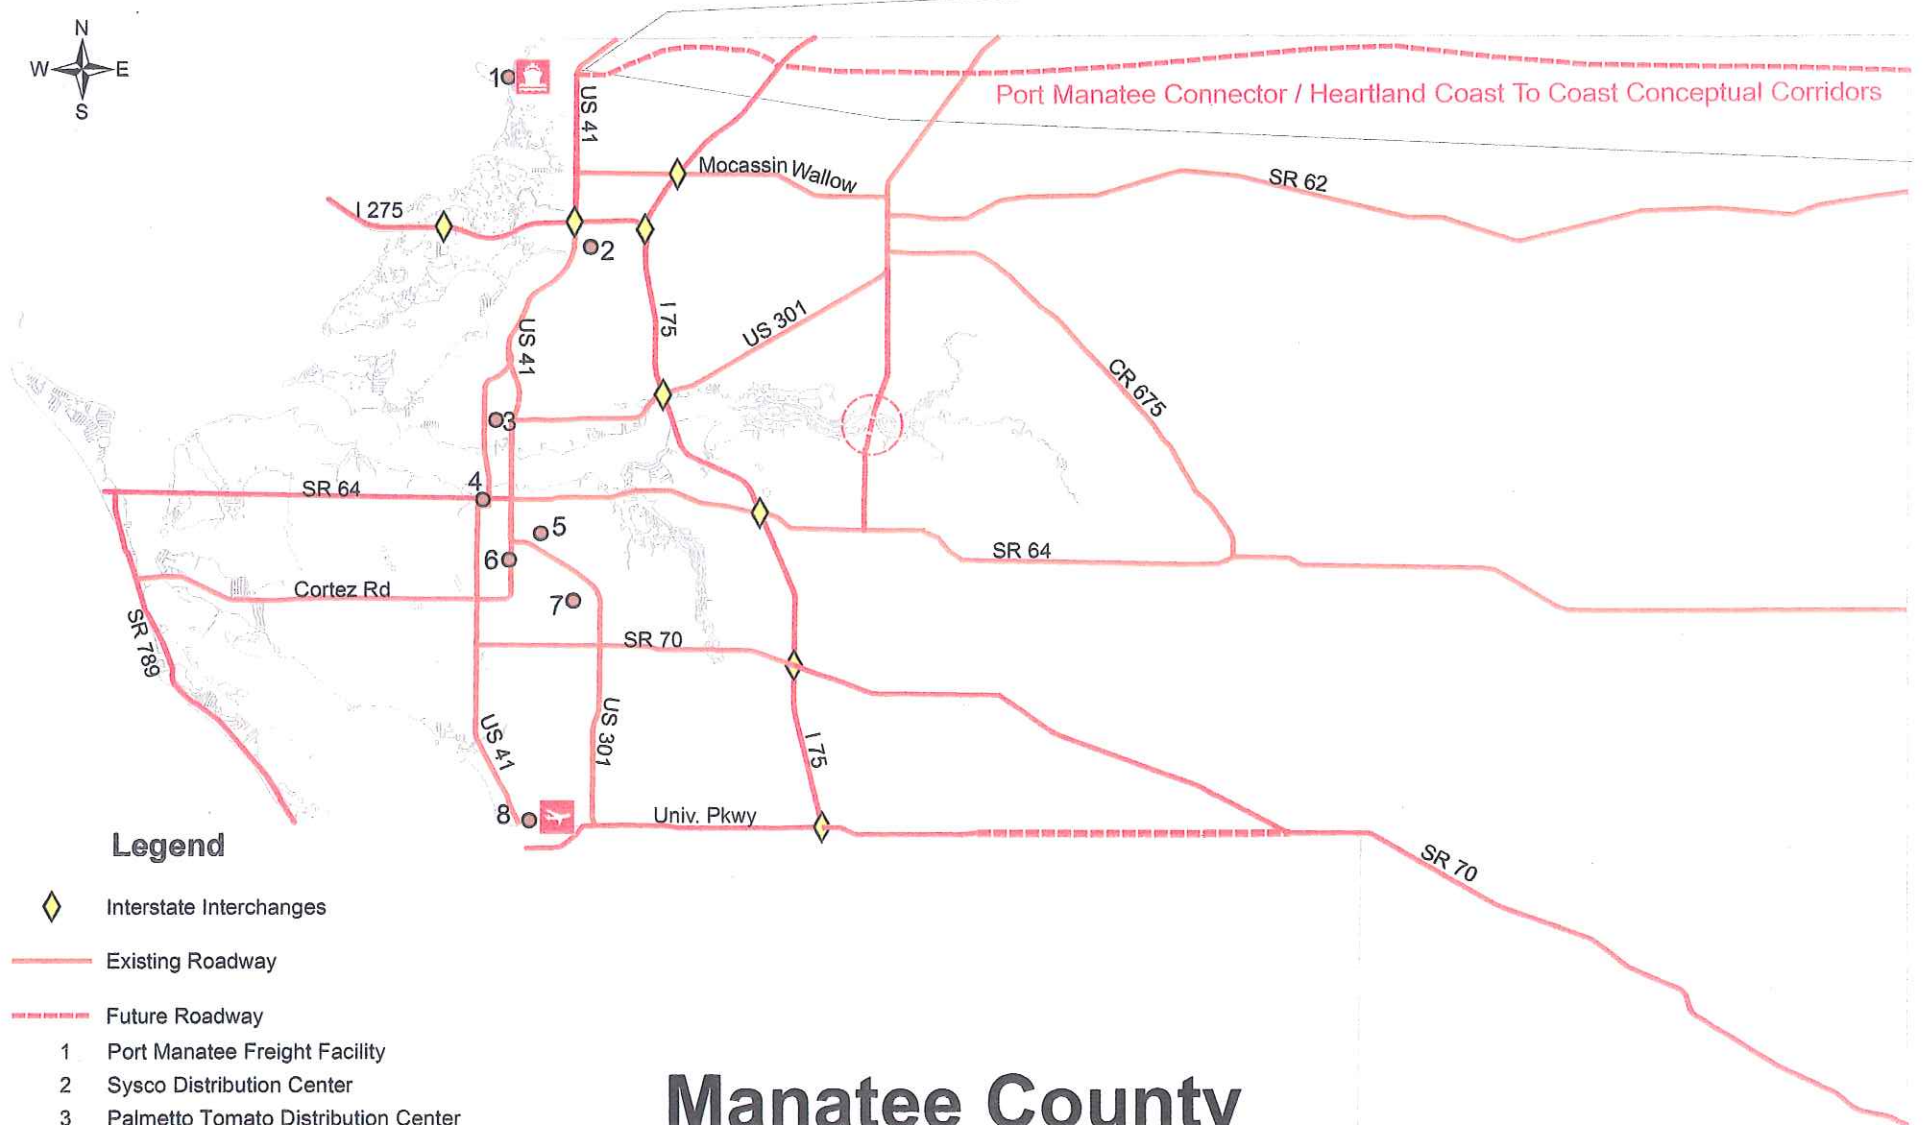 N
W E
S
1
US 41
Port Manatee Connector / Heartland Coast To Coast Conceptual Corridors
Mocassin Wallow
SR 62
I 275
2
I 75
US 301
US 41
CR 675
3
4
SR 64
5
6
SR 64
Cortez Rd
7
SR 789
SR 70
US 41
US 301
I 75
8
Univ. Pkwy
SR 70
Legend
Interstate Interchanges
Existing Roadway
Future Roadway
1 Port Manatee Freight Facility
2 Sysco Distribution Center
3 Palmetto Tomato Distribution Center
Manatee County